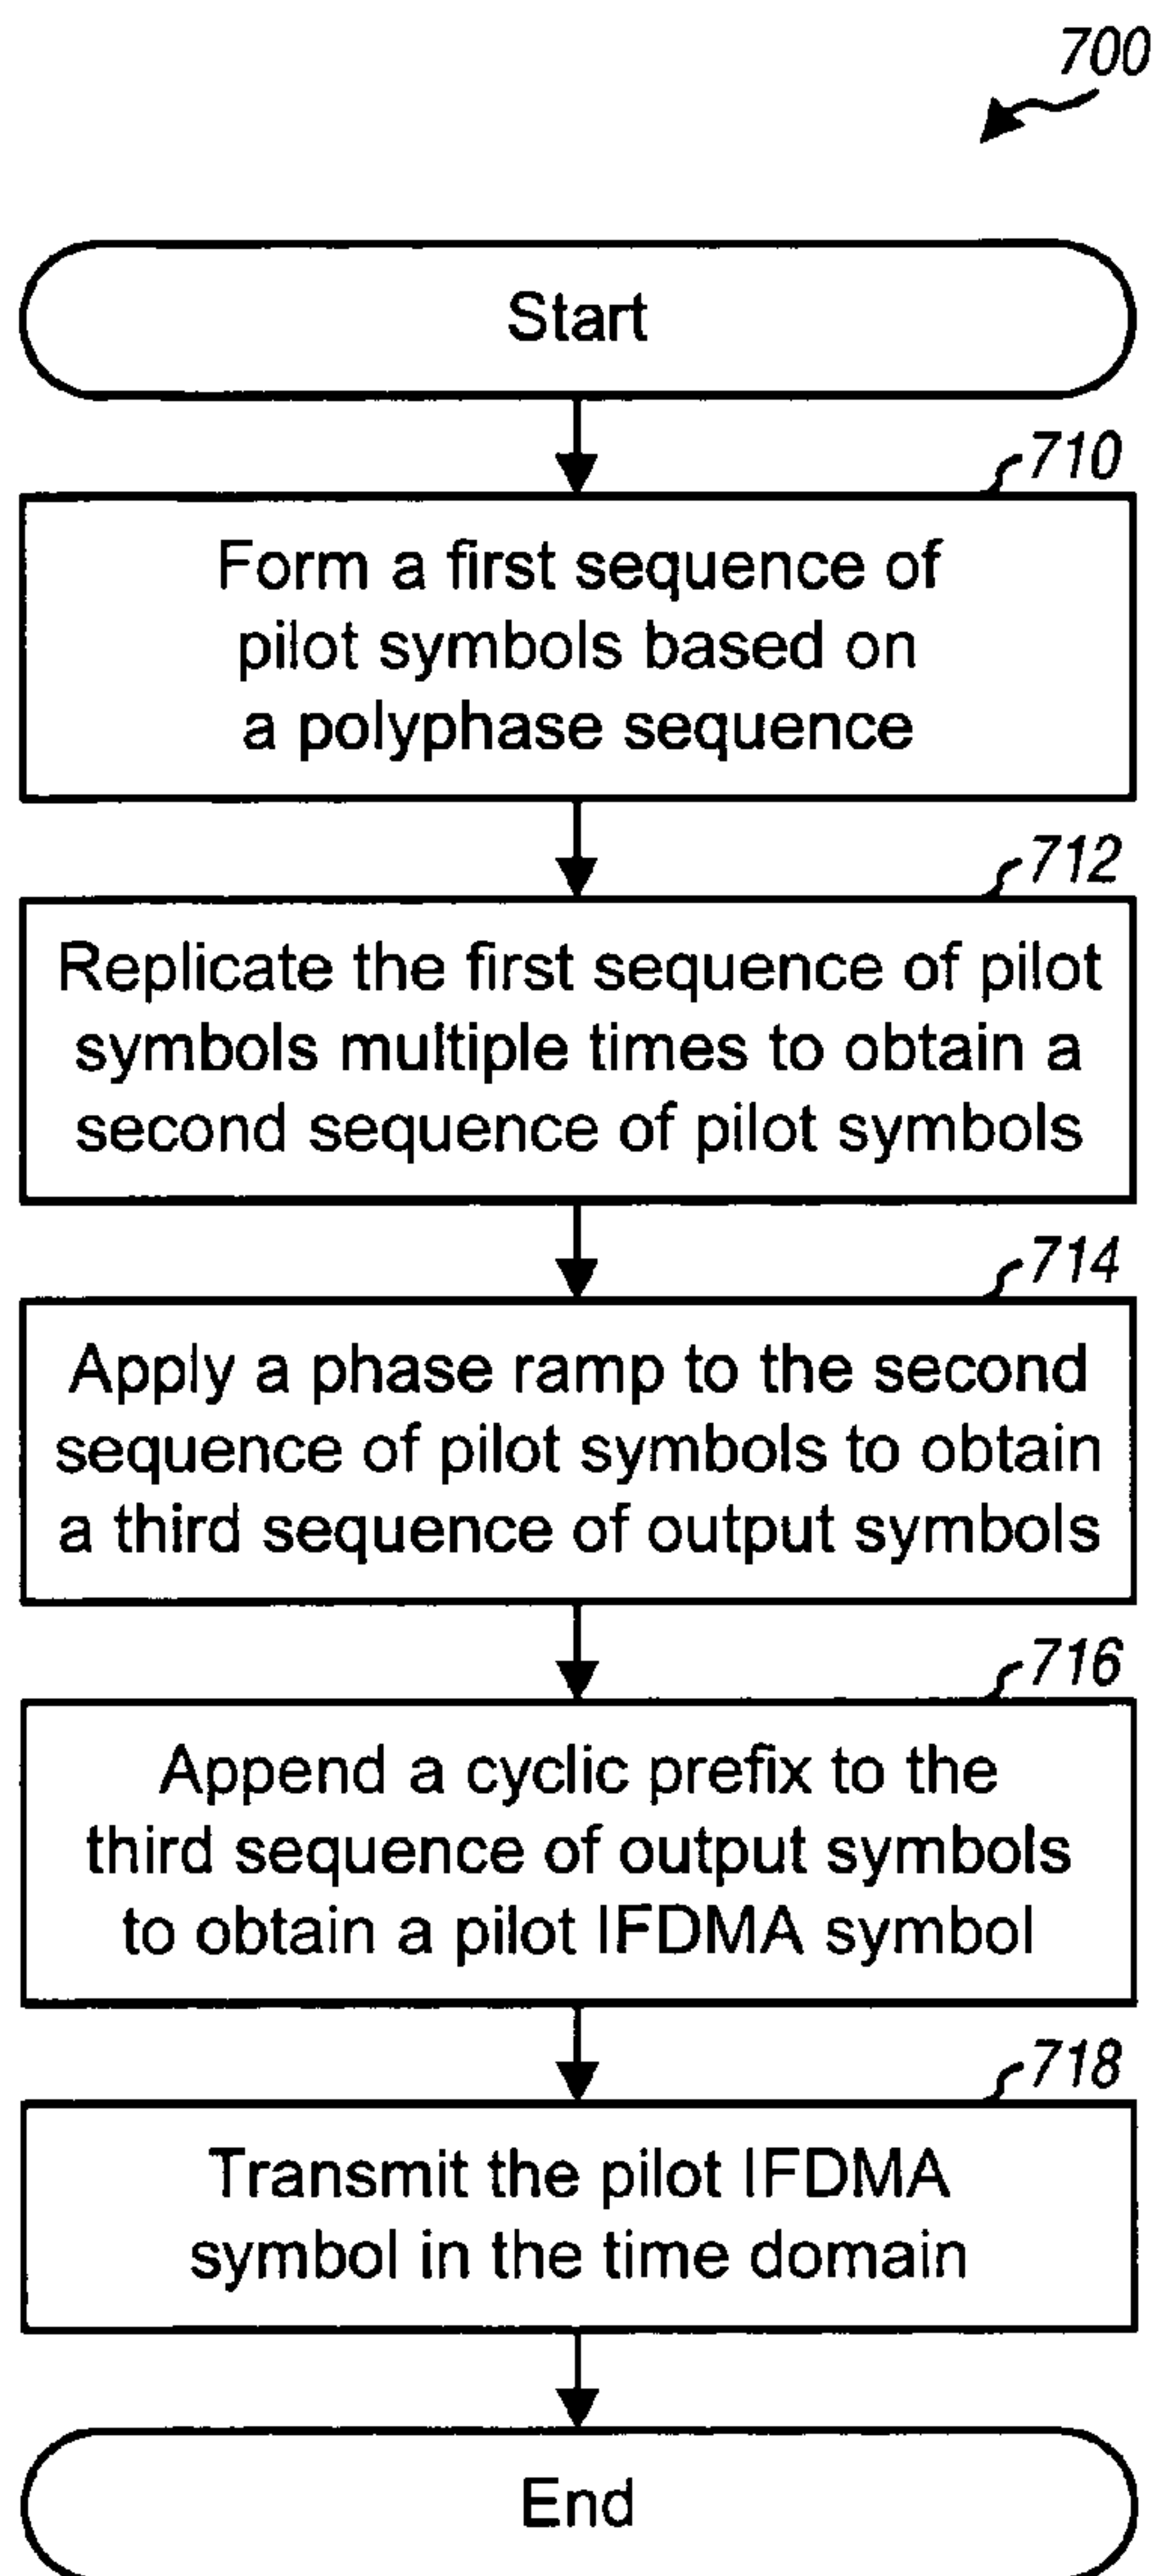 700
Start
710
Form a first sequence of
pilot symbols based on
a polyphase sequence
712
Replicate the first sequence of pilot
symbols multiple times to obtain a
second sequence of pilot symbols
714
Apply a phase ramp to the second
sequence of pilot symbols to obtain
a third sequence of output symbols
716
Append a cyclic prefix to the
third sequence of output symbols
to obtain a pilot IFDMA symbol
718
Transmit the pilot IFDMA
symbol in the time domain
End